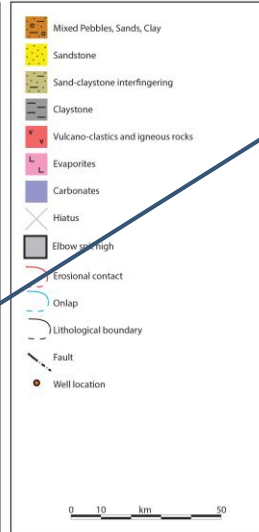 Mixed Pebbles, Sands, Clay
Sandstone
Sand-claystone interfingering
Claystone
Vulcano-clastics and igneous rocks
Evaporites
Carbonates
Hiatus
Elbow spit high
Erosional contact
Onlap
Lithological boundary
Fault
Well location
0 10 km 50